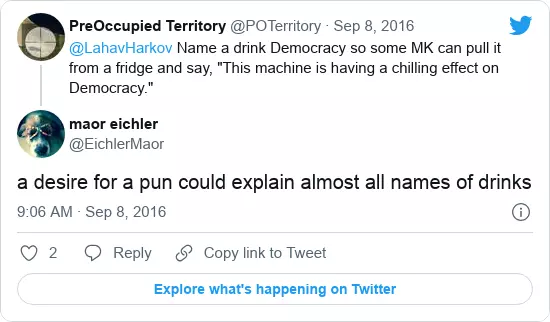 PreOccupied Territory @POTerritory · Sep 8, 2016
@LahavHarkov Name a drink Democracy so some MK can pull it
from a fridge and say, "This machine is having a chilling effect on
Democracy."
maor eichler
@EichlerMaor
a desire for a pun could explain almost all names of drinks
9:06 AM · Sep 8, 2016
2 Reply Copy link to Tweet
Explore what's happening on Twitter